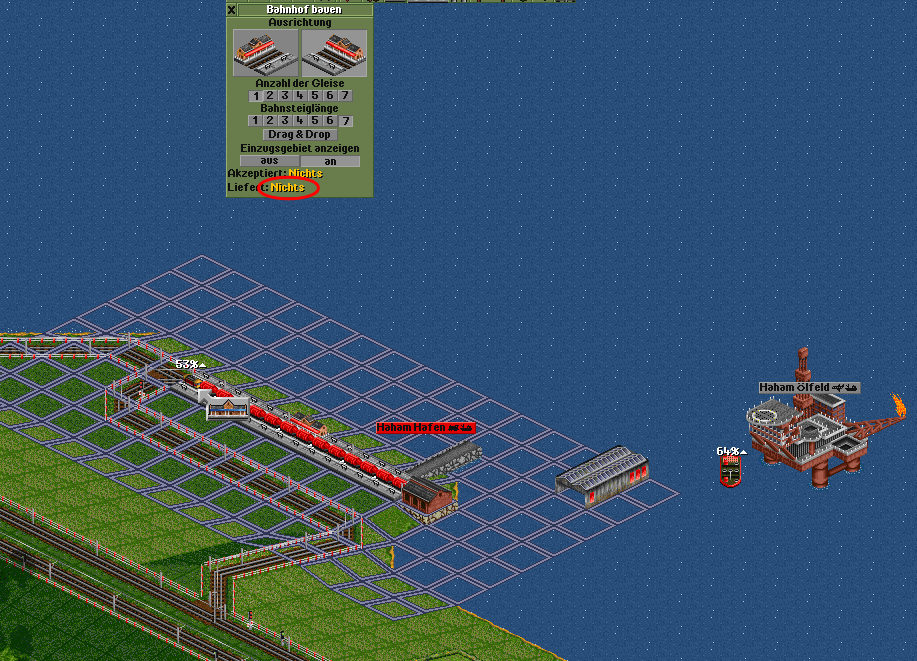 Bahnhof bauen
Ausrichtung
Anzahl der Gleise
1 2 3 4 5 6 7
Bahnsteiglänge
1 2 3 4 5 6 7
Drag & Drop
Einzugsgebiet anzeigen
aus an
Akzeptiert: Nichts
Liefert: Nichts
53%
Haham Ölfeld
Haham Hafen
64%